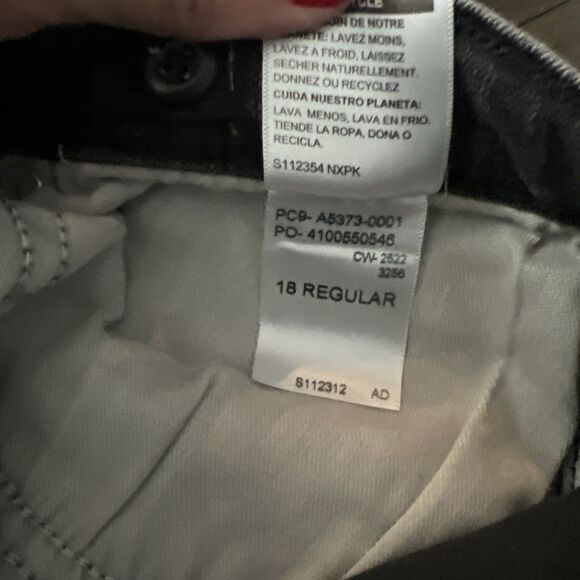 CLE
IN DE NOTRE
LAVEZ MOINS,
LAVEZ A FROID, LAISSEZ
SECHER NATURELLEMENT.
DONNEZ OU RECYCLEZ
CUIDA NUESTRO PLANETA:
LAVA MENOS, LAVA EN FRIO.
TIENDE LA ROPA, DONA O
RECICLA.
S112354 NXPK
PC9- A5373-0001
PO- 4100550546
CW- 2522
3256
18 REGULAR
S112312 AD